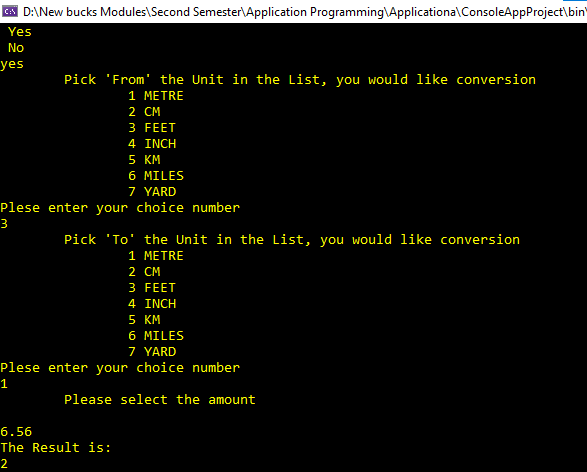 D:\New bucks Modules\Second Semester\Application Programming\Applicationa\ConsoleAppProject\bin\
Yes
No
yes
Pick 'From' the Unit in the List, you would like conversion
1 METRE
2 CM
3 FEET
4 INCH
5 KM
6 MILES
7 YARD
Plese enter your choice number
3
Pick 'To' the Unit in the List, you would like conversion
1 METRE
2 CM
3 FEET
4 INCH
5 KM
6 MILES
7 YARD
Plese enter your choice number
1
Please select the amount
6.56
The Result is:
2